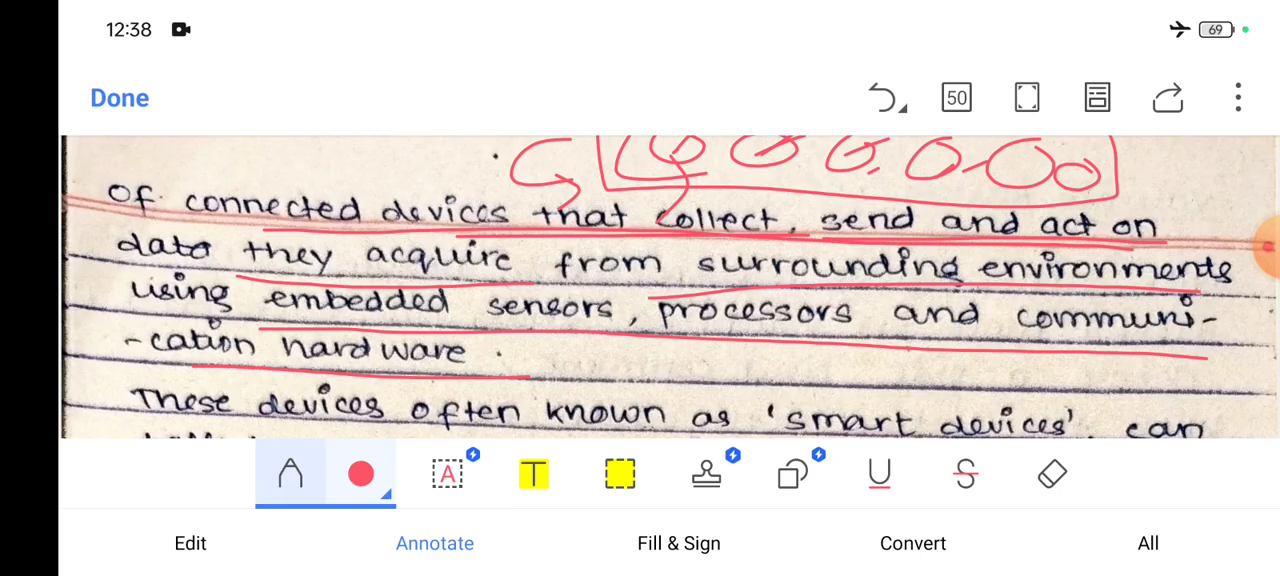 12:38
69
Done
50
of connected devices that collect, send and act on
data they acquire from surrounding environments
using embedded sensors, processors and communi-
-cation hardware.
These devices often known as 'smart devices', can
A T U S
Edit Annotate Fill & Sign Convert All